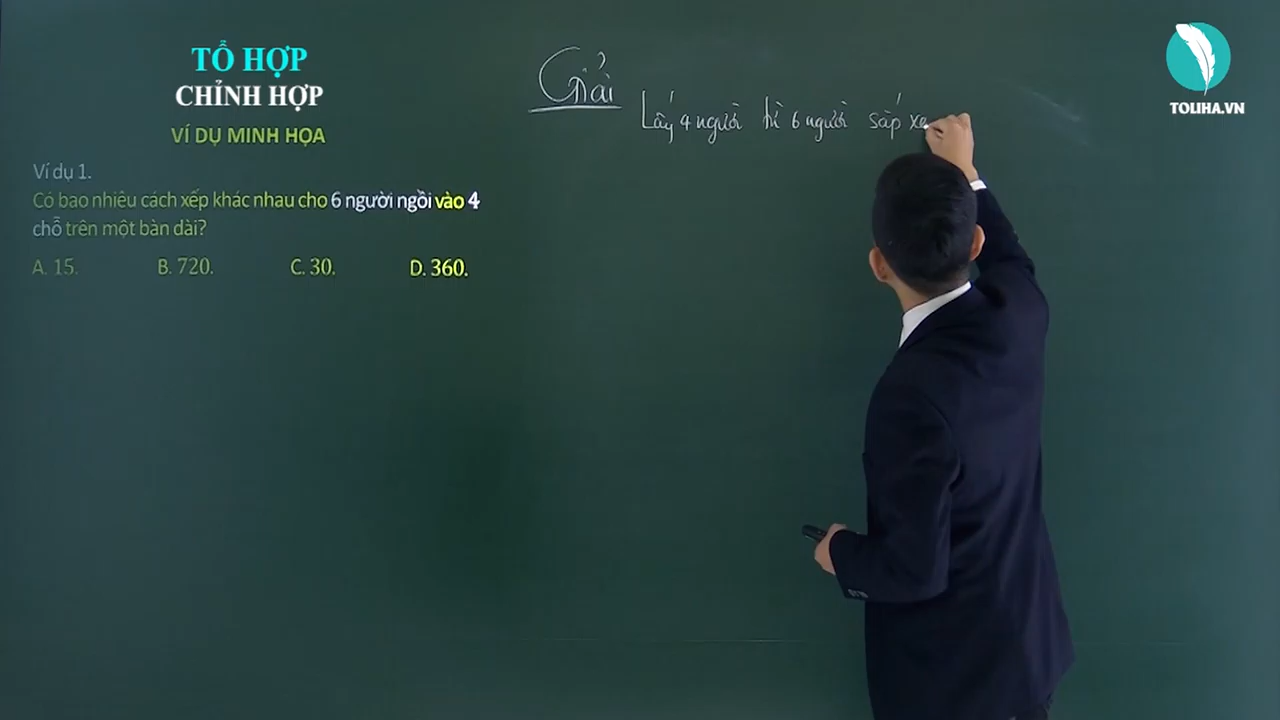 TỔ HỢP
CHỈNH HỢP
VÍ DỤ MINH HỌA
Ví dụ 1.
Có bao nhiêu cách xếp khác nhau cho 6 người ngồi vào 4
chỗ trên một bàn dài?
A. 15. B. 720. C. 30. D. 360.
Giải
Lấy 4 người từ 6 người sắp xe
TOLIHA.VN